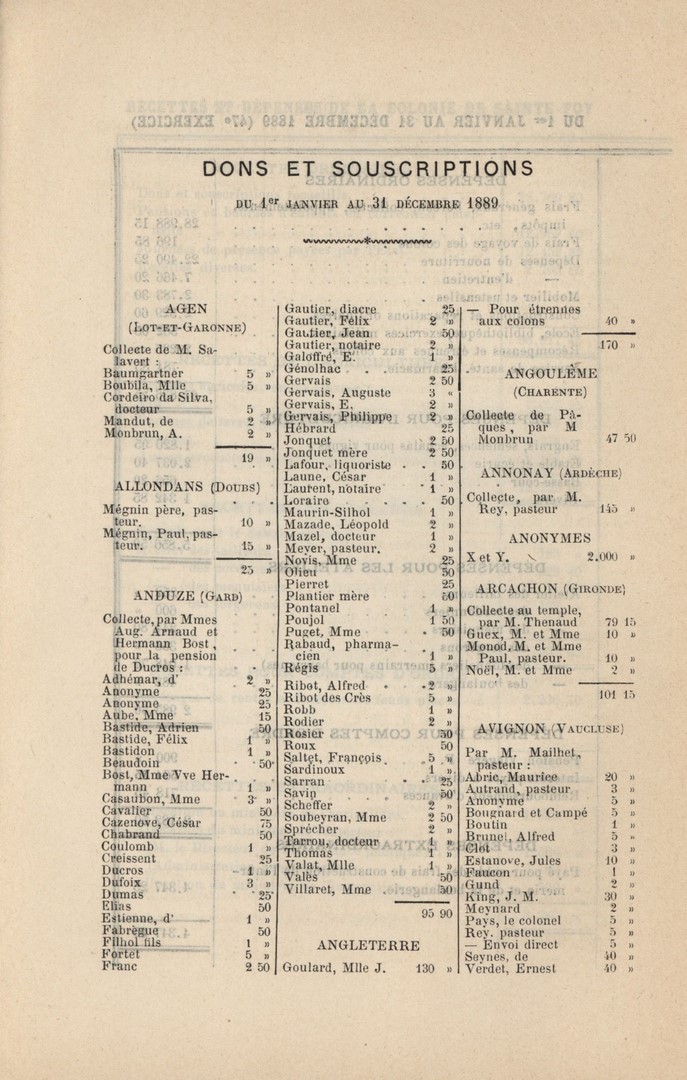 DONS ET SOUSCRIPTIONS
DU 1er JANVIER AU 31 DÉCEMBRE 1889
AGEN
(LOT-ET-GARONNE)
Collecte de M. Sa-
lavert :
Baumgartner 5 »
Boubila, Mlle 5 »
Cordeiro da Silva,
docteur 5 »
Mandut, de 2 »
Monbrun, A. 2 »
19 »
ALLONDANS (DOUBS)
Mégnin père, pas-
teur. 10 »
Mégnin, Paul, pas-
teur. 15 »
25 »
ANDUZE (GARD)
Collecte, par Mmes
Aug. Arnaud et
Hermann Bost,
pour la pension
de Ducros :
Adhémar, d' 2 »
Anonyme 25
Anonyme 25
Aube, Mme 15
Bastide, Adrien 50
Bastide, Félix 1 »
Bastidon 1 »
Beaudoin 50
Bost, Mme Vve Her-
mann 1 »
Casaubon, Mme 3 »
Cavalier 50
Cazenove, César 75
Chabrand 50
Coulomb 1 »
Creissent 25
Ducros 1 »
Dufoix 3 »
Dumas 25
Elias 50
Estienne, d' 1 »
Fabrègue 50
Filhol fils 1 »
Fortet 5 »
Franc 2 50
Gautier, diacre 25
Gautier, Félix 2 »
Gautier, Jean 50
Gautier, notaire 2 »
Galoffré, E. 1 »
Génolhac 25
Gervais 2 50
Gervais, Auguste 3 »
Gervais, E. 2 »
Gervais, Philippe 2 »
Hébrard 25
Jonquet 2 50
Jonquet mère 2 50
Lafour, liquoriste 50
Laune, César 1 »
Laurent, notaire 1 »
Loraire 50
Maurin-Silhol 1 »
Mazade, Léopold 2 »
Mazel, docteur 1 »
Meyer, pasteur. 2 »
Novis, Mme 25
Olieu 50
Pierret 25
Plantier mère 50
Pontanel 1 »
Poujol 1 50
Puget, Mme 50
Rabaud, pharma-
cien 1 »
Régis 5 »
Ribot, Alfred 2 »
Ribot des Crès 5 »
Robb 1 »
Rodier 2 »
Rosier 50
Roux 50
Saltet, François 5 »
Sardinoux 1 »
Sarran 25
Savin 50
Scheffer 2 »
Soubeyran, Mme 2 50
Sprécher 2 »
Tarrou, docteur 1 »
Thomas 1 »
Valat, Mlle 1 »
Valès 50
Villaret, Mme 50
95 90
ANGLETERRE
Goulard, Mlle J. 130 »
— Pour étrennes
aux colons 40 »
170 »
ANGOULÊME
(CHARENTE)
Collecte de Pâ-
ques, par M
Monbrun 47 50
ANNONAY (ARDÈCHE)
Collecte, par M.
Rey, pasteur 145 »
ANONYMES
X et Y. 2.000 »
ARCACHON (GIRONDE)
Collecte au temple,
par M. Thenaud 79 15
Guex, M. et Mme 10 »
Monod, M. et Mme
Paul, pasteur. 10 »
Noël, M. et Mme 2 »
101 15
AVIGNON (VAUCLUSE)
Par M. Mailhet,
pasteur :
Abric, Maurice 20 »
Autrand, pasteur 3 »
Anonyme 5 »
Bougnard et Campé 5 »
Boutin 1 »
Brunel, Alfred 5 »
Clot 3 »
Estanove, Jules 10 »
Faucon 1 »
Gund 2 »
King, J. M. 30 »
Meynard 2 »
Pays, le colonel 5 »
Rey, pasteur 5 »
— Envoi direct 5 »
Seynes, de 40 »
Verdet, Ernest 40 »